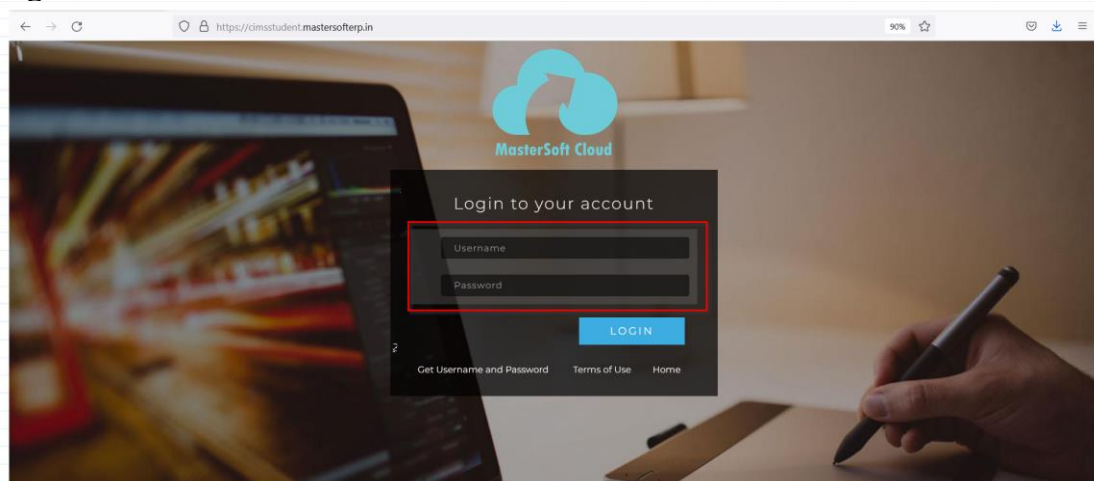 https://cimsstudent.mastersofterp.in
90%
MasterSoft Cloud
Login to your account
Username
Password
LOGIN
Get Username and Password Terms of Use Home